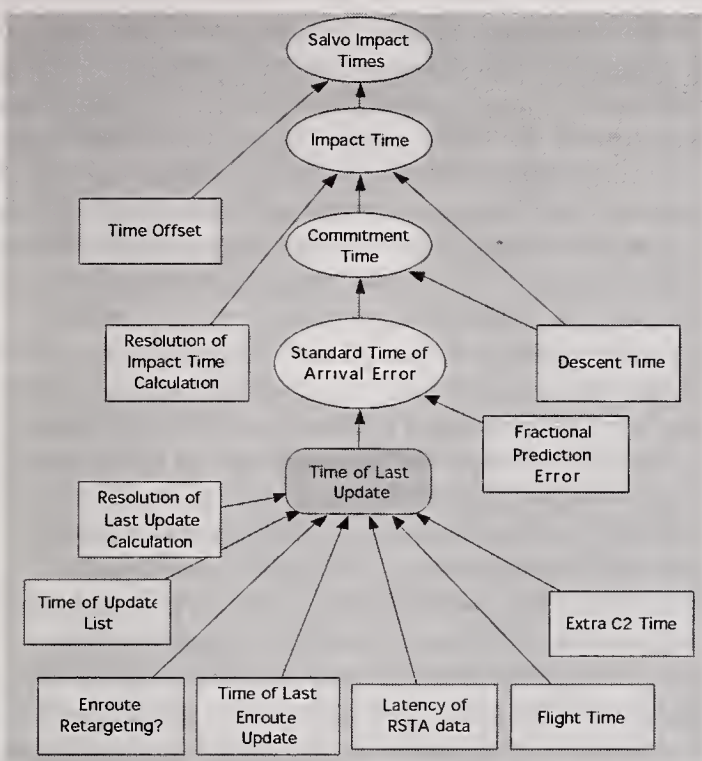 Salvo Impact
Times
Impact Time
Time Offset
Commitment
Time
Resolution of
Impact Time
Calculation
Standard Time of
Arrival Error
Descent Time
Fractional
Prediction
Error
Time of Last
Update
Resolution of
Last Update
Calculation
Time of Update
List
Extra C2 Time
Enroute
Retargeting?
Time of Last
Enroute
Update
Latency of
RSTA data
Flight Time